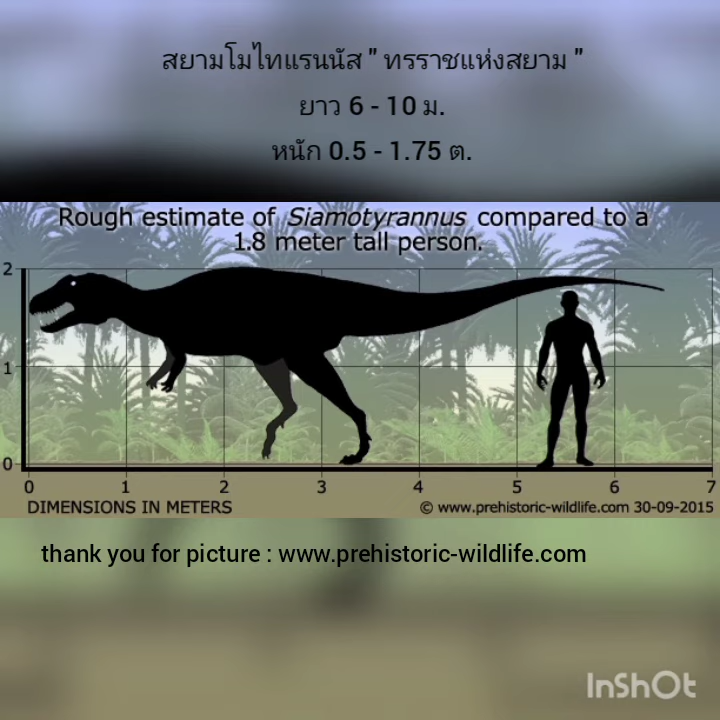 สยามโมไทแรนนัส " ทรราชแห่งสยาม "
ยาว 6 - 10 ม.
หนัก 0.5 - 1.75 ต.
Rough estimate of Siamotyrannus compared to a
1.8 meter tall person.
2
1
0
0 1 2 3 4 5 6 7
DIMENSIONS IN METERS © www.prehistoric-wildlife.com 30-09-2015
thank you for picture : www.prehistoric-wildlife.com
InShOt